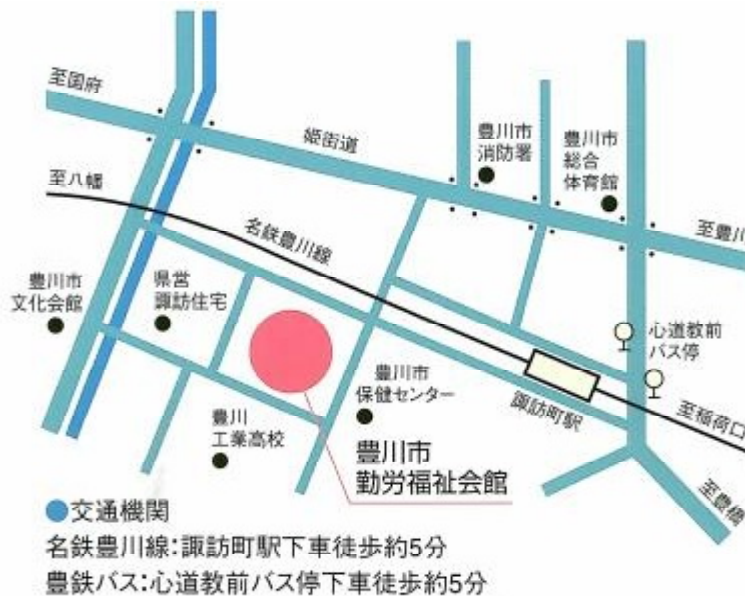 至国府
姫街道
豊川市
消防署
豊川市
総合
体育館
至八幡
至豊川
名鉄豊川線
豊川市
文化会館
県営
諏訪住宅
心道教前
バス停
豊川市
保健センター
諏訪町駅
至稲荷口
豊川
工業高校
豊川市
勤労福祉会館
至豊橋
●交通機関
名鉄豊川線:諏訪町駅下車徒歩約5分
豊鉄バス:心道教前バス停下車徒歩約5分